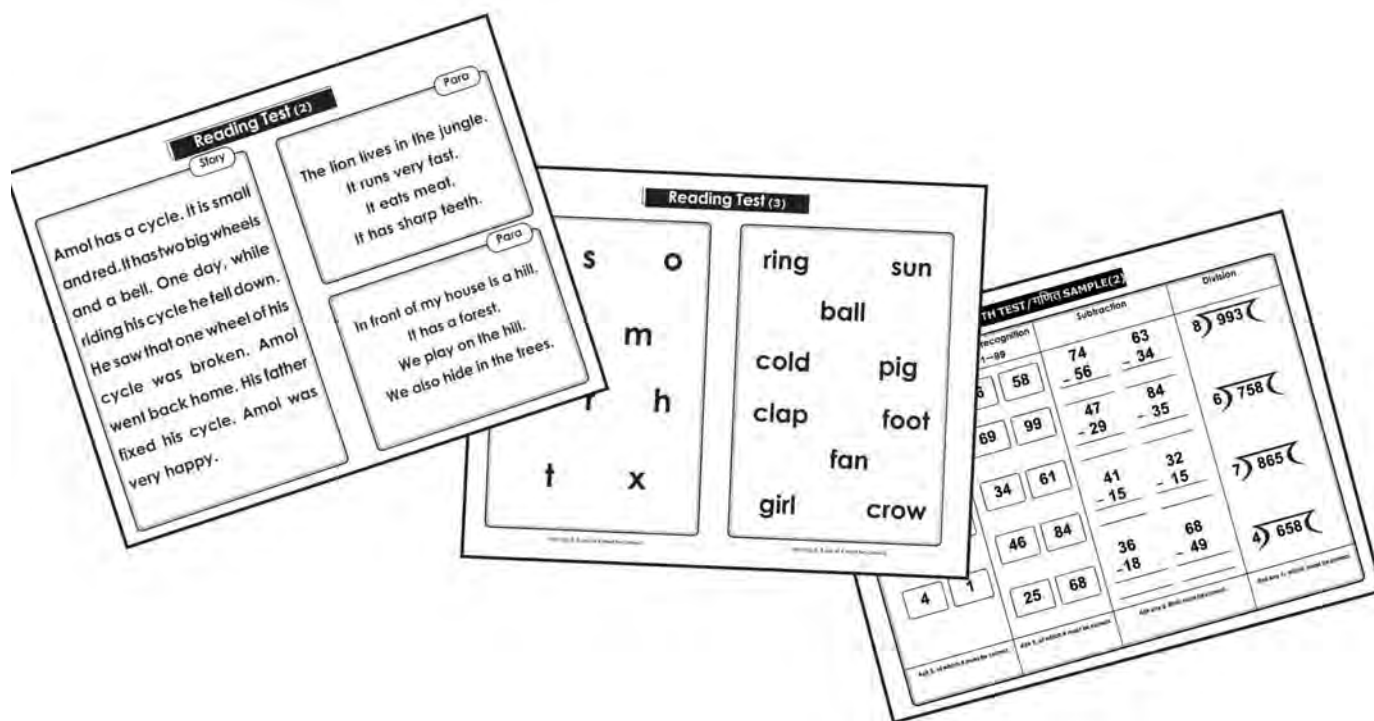 Reading Test (2)
Story
Amol has a cycle. It is small
and red. It has two big wheels
and a bell. One day, while
riding his cycle he fell down.
He saw that one wheel of his
cycle was broken. Amol
went back home. His father
fixed his cycle. Amol was
very happy.
Para
The lion lives in the jungle.
It runs very fast.
It eats meat.
It has sharp teeth.
Para
In front of my house is a hill.
It has a forest.
We play on the hill.
We also hide in the trees.
Reading Test (3)
s o
m
h
t x
ring sun
ball
cold pig
clap foot
fan
girl crow
TH TEST/गणित SAMPLE(2)
recognition
1–99
58
69 99
34 61
46 84
25 68
4 1
Subtraction
74 63
- 56 - 34
47 84
- 29 - 35
41 32
- 15 - 15
36 68
- 18 - 49
Division
8) 993 (
6) 758 (
7) 865 (
4) 658 (